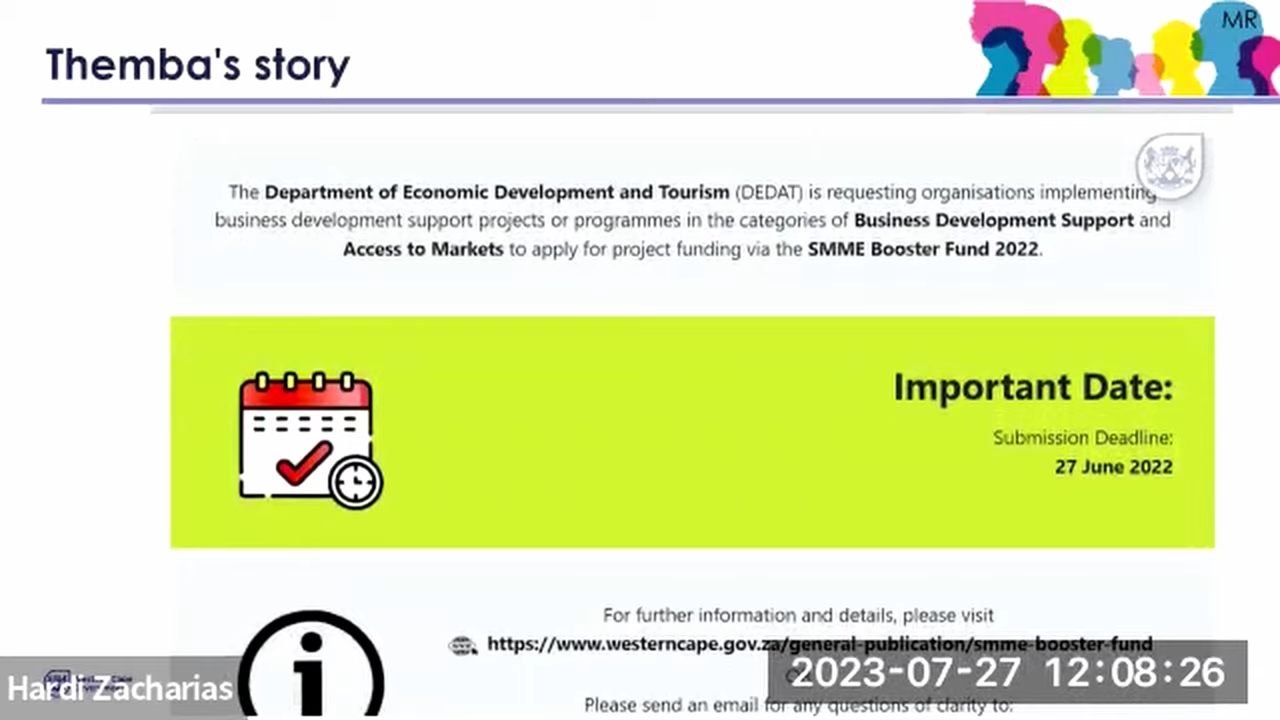 MR
Themba's story
The Department of Economic Development and Tourism (DEDAT) is requesting organisations implementing
business development support projects or programmes in the categories of Business Development Support and
Access to Markets to apply for project funding via the SMME Booster Fund 2022.
Important Date:
Submission Deadline:
27 June 2022
For further information and details, please visit
https://www.westerncape.gov.za/general-publication/smme-booster-fund
2023-07-27 12:08:26
Hardi Zacharias
Please send an email for any questions of clarity to: